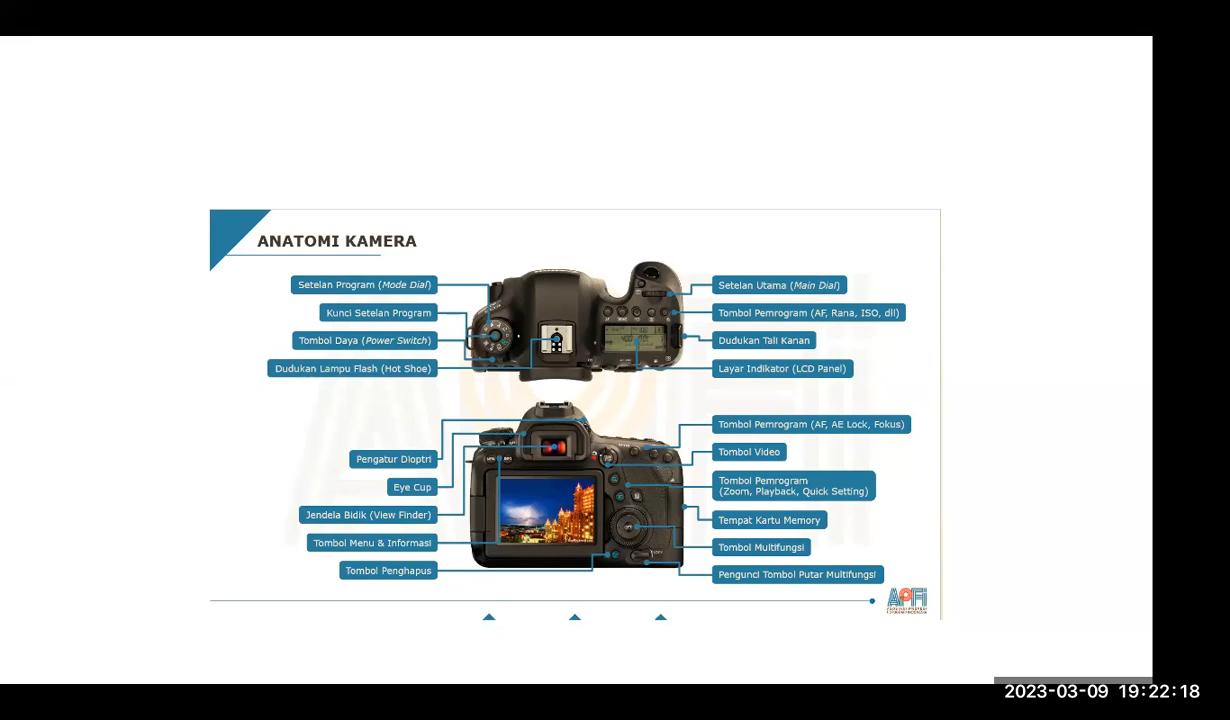 ANATOMI KAMERA
Setelan Program (Mode Dial)
Kunci Setelan Program
Tombol Daya (Power Switch)
Dudukan Lampu Flash (Hot Shoe)
Setelan Utama (Main Dial)
Tombol Pemrogram (AF, Rana, ISO, dll)
Dudukan Tali Kanan
Layar Indikator (LCD Panel)
Pengatur Dioptri
Eye Cup
Jendela Bidik (View Finder)
Tombol Menu & Informasi
Tombol Penghapus
Tombol Pemrogram (AF, AE Lock, Fokus)
Tombol Video
Tombol Pemrogram
(Zoom, Playback, Quick Setting)
Tempat Kartu Memory
Tombol Multifungsi
Pengunci Tombol Putar Multifungsi
APFI
2023-03-09 19:22:18